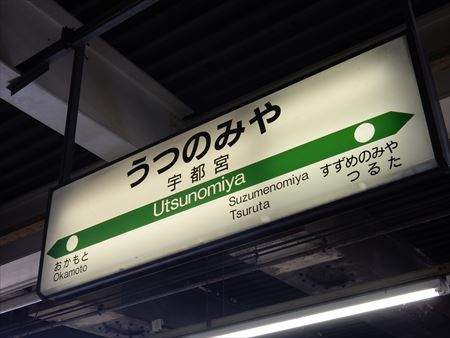 うつのみや
宇都宮
Utsunomiya
おかもと
Okamoto
すずめのみや
Suzumenomiya
つるた
Tsuruta